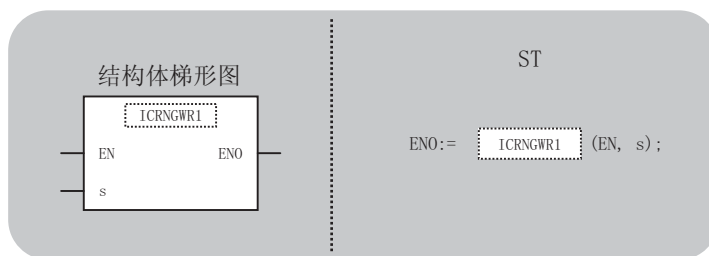 结构体梯形图
ICRNGWR1
EN ENO
s
ST
ENO:= ICRNGWR1 (EN, s);